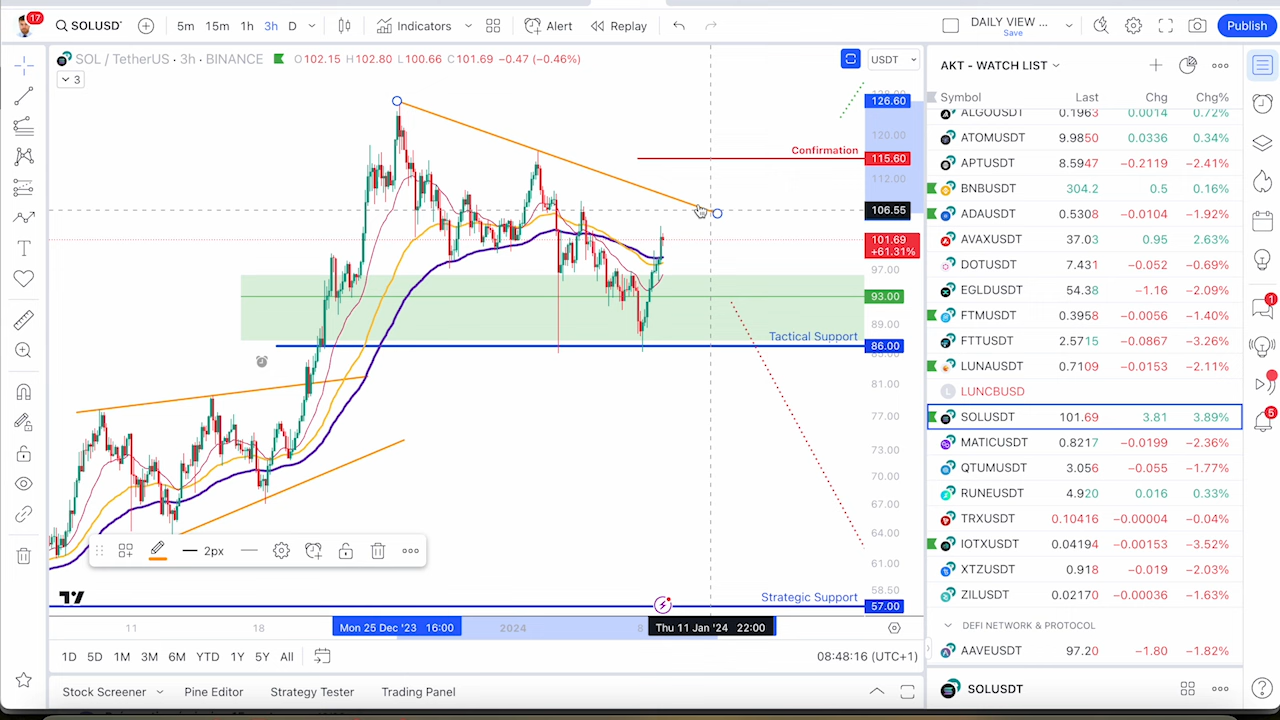 17 SOLUSD 5m 15m 1h 3h D Indicators Alert Replay DAILY VIEW ... Save Publish
SOL / TetherUS · 3h · BINANCE O102.15 H102.80 L100.66 C101.69 −0.47 (−0.46%) USDT
3
126.60
120.00
Confirmation 115.60
112.00
106.55
101.69
+61.31%
97.00
93.00
89.00
Tactical Support 86.00
81.00
77.00
73.00
70.00
67.00
64.00
61.00
58.50
Strategic Support 57.00
2px
11 18 Mon 25 Dec '23 16:00 2024 8 Thu 11 Jan '24 22:00
1D 5D 1M 3M 6M YTD 5Y All 08:48:16 (UTC+1)
Stock Screener Pine Editor Strategy Tester Trading Panel
AKT - WATCH LIST
Symbol Last Chg Chg%
ALGOUSDT 0.1963 0.0014 0.72%
ATOMUSDT 9.9850 0.0336 0.34%
APTUSDT 8.5947 −0.2119 −2.41%
BNBUSDT 304.2 0.5 0.16%
ADAUSDT 0.5308 −0.0104 −1.92%
AVAXUSDT 37.03 0.95 2.63%
DOTUSDT 7.431 −0.052 −0.69%
EGLDUSDT 54.38 −1.16 −2.09%
FTMUSDT 0.3958 −0.0056 −1.40%
FTTUSDT 2.5715 −0.0867 −3.26%
LUNAUSDT 0.7109 −0.0153 −2.11%
L LUNCBUSD
SOLUSDT 101.69 3.81 3.89%
MATICUSDT 0.8217 −0.0199 −2.36%
QTUMUSDT 3.056 −0.055 −1.77%
RUNEUSDT 4.920 0.016 0.33%
TRXUSDT 0.10416 −0.00004 −0.04%
IOTXUSDT 0.04194 −0.00153 −3.52%
XTZUSDT 0.918 −0.019 −2.03%
ZILUSDT 0.02170 −0.00036 −1.63%
DEFI NETWORK & PROTOCOL
AAVEUSDT 97.20 −1.80 −1.82%
SOLUSDT
1
5